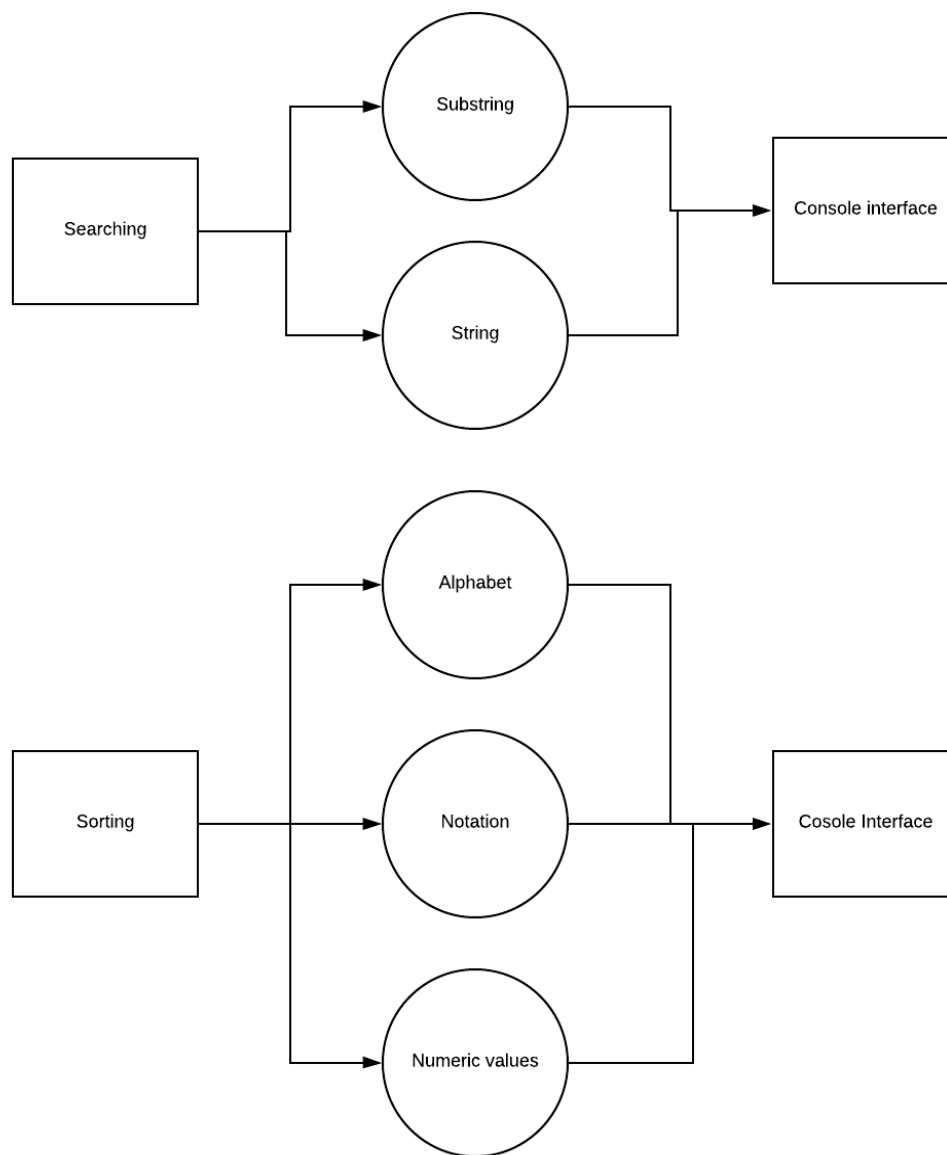 Substring
Searching
Console interface
String
Alphabet
Sorting
Notation
Cosole Interface
Numeric values